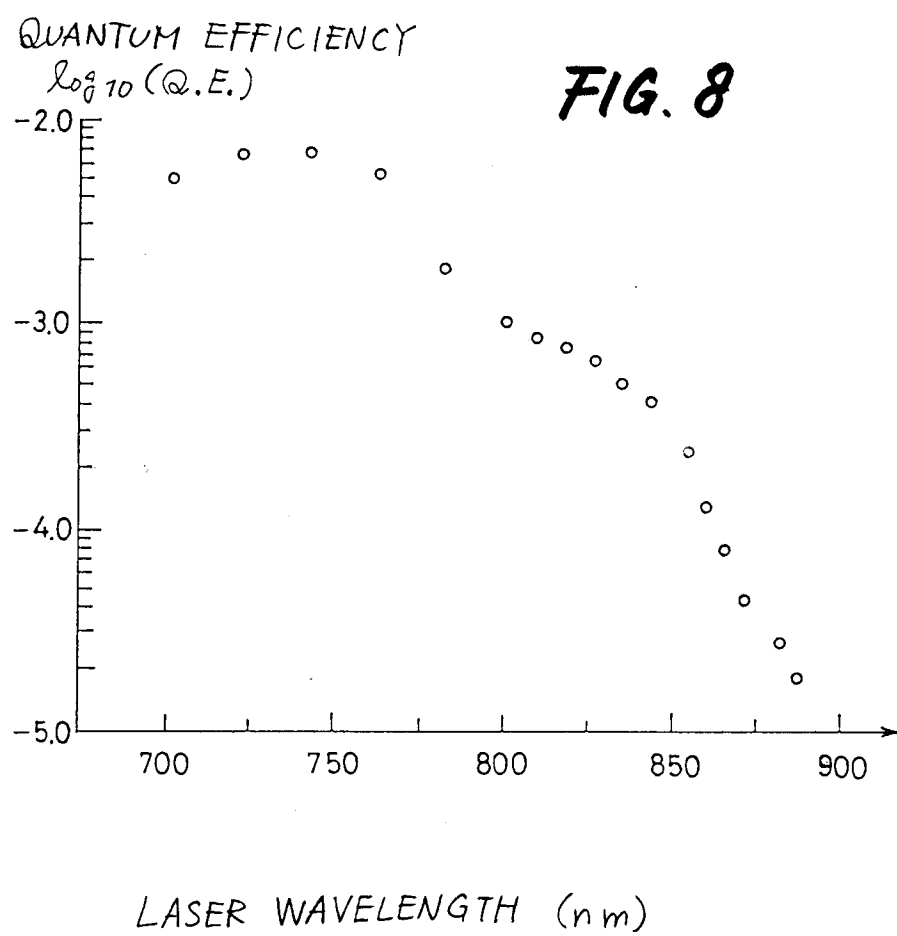 QUANTUM EFFICIENCY
log10 (Q.E.)
FIG. 8
-2.0
-3.0
-4.0
-5.0
700 750 800 850 900
LASER WAVELENGTH (nm)